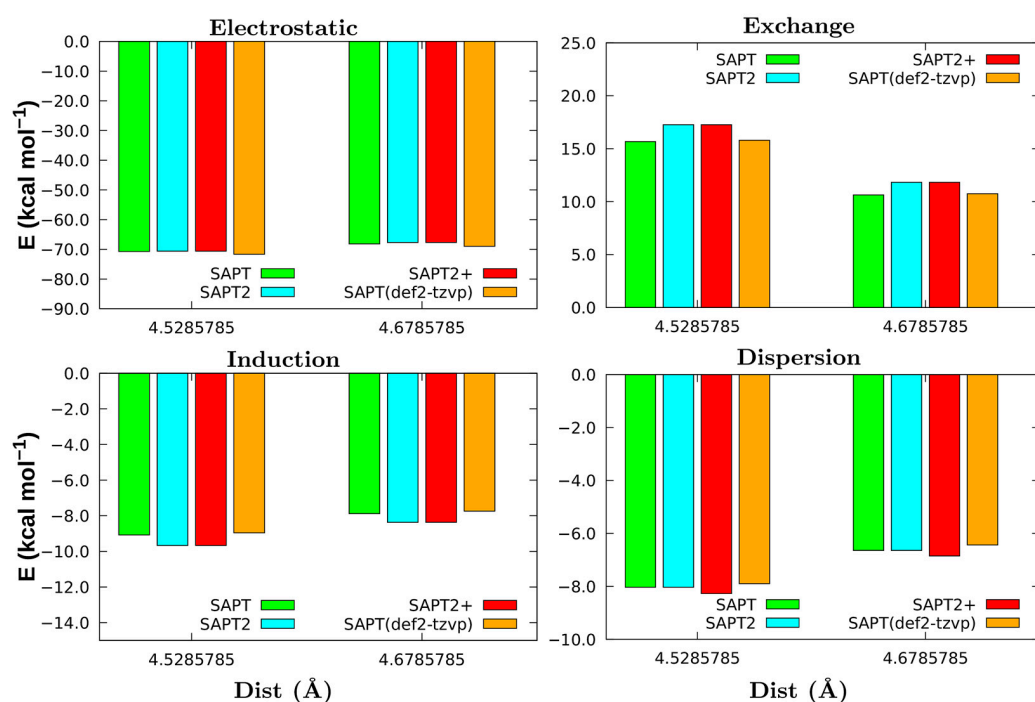 Electrostatic
0.0
−10.0
−20.0
−30.0
−40.0
−50.0
−60.0
−70.0
−80.0
−90.0
E (kcal mol−1)
SAPT
SAPT2
SAPT2+
SAPT(def2-tzvp)
4.5285785
4.6785785
Exchange
25.0
20.0
15.0
10.0
5.0
0.0
SAPT
SAPT2
SAPT2+
SAPT(def2-tzvp)
4.5285785
4.6785785
Induction
0.0
−2.0
−4.0
−6.0
−8.0
−10.0
−12.0
−14.0
E (kcal mol−1)
SAPT
SAPT2
SAPT2+
SAPT(def2-tzvp)
4.5285785
4.6785785
Dist (Å)
Dispersion
0.0
−2.0
−4.0
−6.0
−8.0
−10.0
SAPT
SAPT2
SAPT2+
SAPT(def2-tzvp)
4.5285785
4.6785785
Dist (Å)